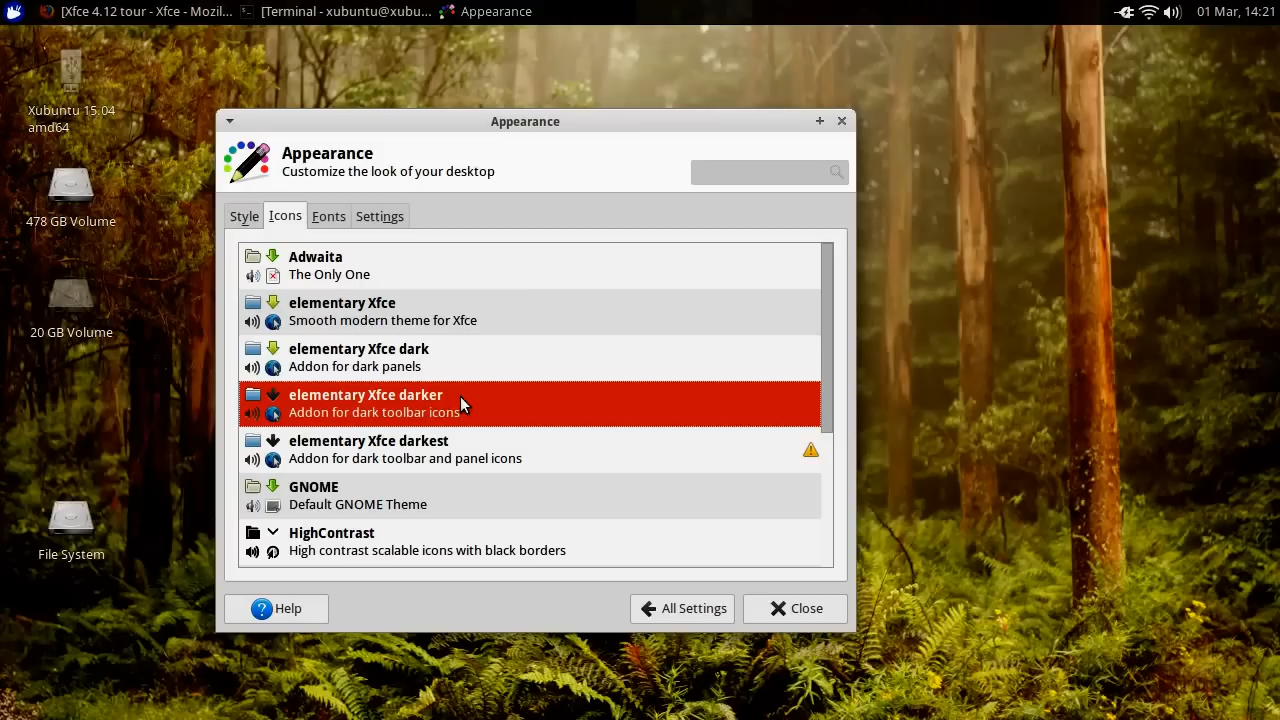 [Xfce 4.12 tour - Xfce - Mozil...
[Terminal - xubuntu@xubu...
Appearance
01 Mar, 14:21
Xubuntu 15.04
amd64
478 GB Volume
20 GB Volume
File System
Appearance
Appearance
Customize the look of your desktop
Style
Icons
Fonts
Settings
Adwaita
The Only One
elementary Xfce
Smooth modern theme for Xfce
elementary Xfce dark
Addon for dark panels
elementary Xfce darker
Addon for dark toolbar icons
elementary Xfce darkest
Addon for dark toolbar and panel icons
GNOME
Default GNOME Theme
HighContrast
High contrast scalable icons with black borders
Help
All Settings
Close